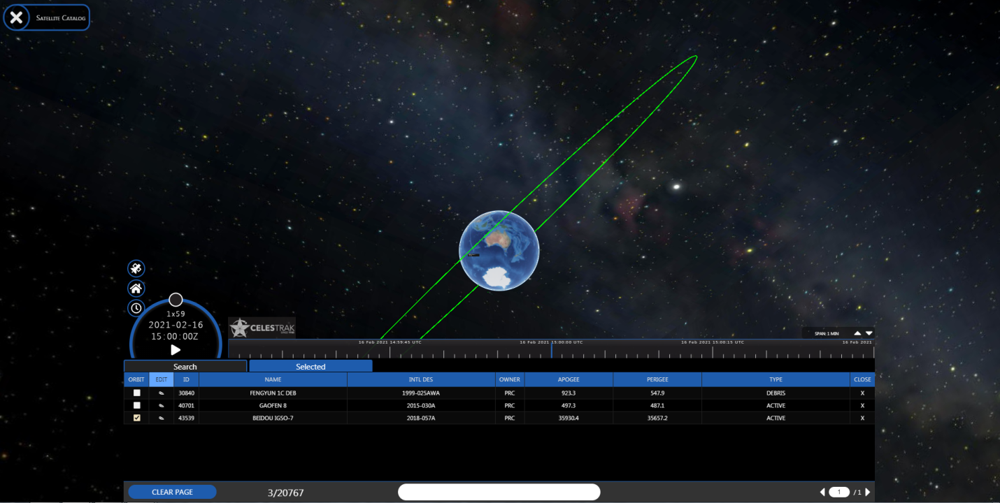 Satellite Catalog
1x59
2021-02-16
15:00:00Z
CELESTRAK
SPAN: 1 MIN
16 Feb 2021 14:59:45 UTC 16 Feb 2021 15:00:00 UTC 16 Feb 2021 15:00:15 UTC 16 Feb 2021
Search Selected
ORBIT EDIT ID NAME INTL DES OWNER APOGEE PERIGEE TYPE CLOSE
30840 FENGYUN 1C DEB 1999-025AWA PRC 923.3 547.9 DEBRIS X
40701 GAOFEN 8 2015-030A PRC 497.3 487.1 ACTIVE X
43539 BEIDOU IGSO-7 2018-057A PRC 35930.4 35657.2 ACTIVE X
CLEAR PAGE 3/20767 1 / 1